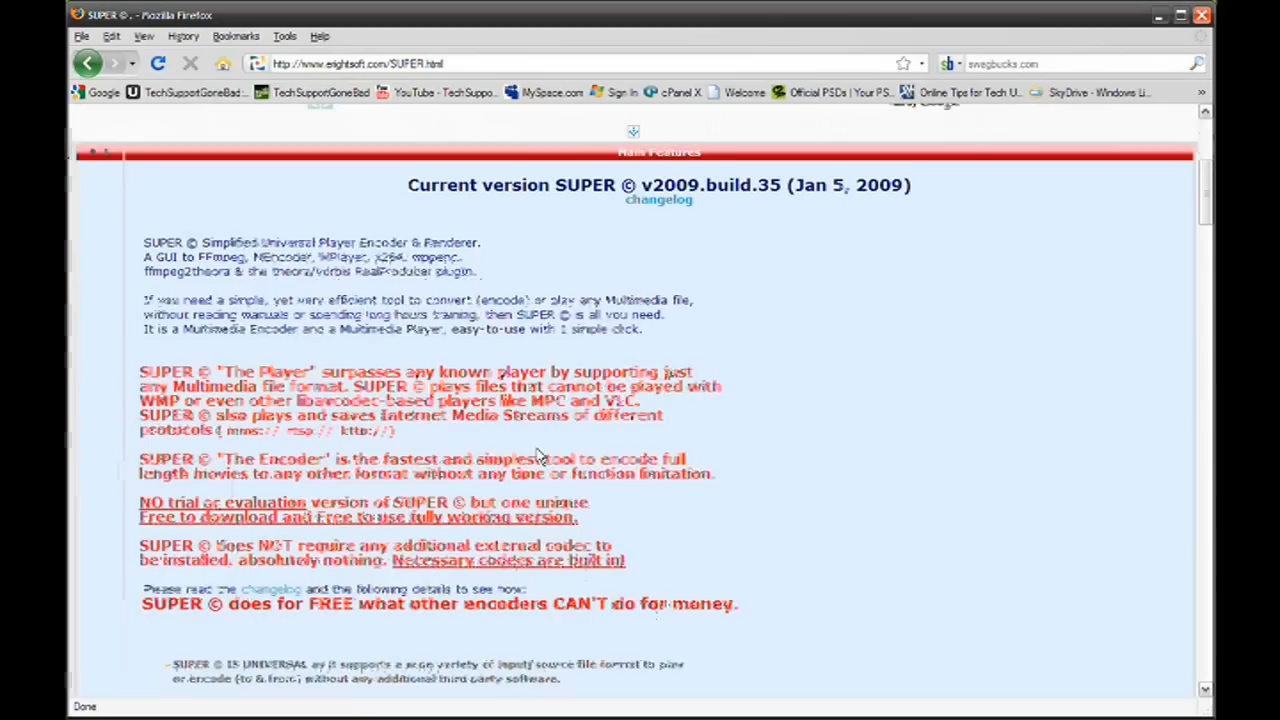 SUPER © . - Mozilla Firefox
File Edit View History Bookmarks Tools Help
http://www.erightsoft.com/SUPER.html
swagbucks.com
Google TechSupportGoneBad:... TechSupportGoneBad YouTube - TechSuppo... MySpace.com Sign In cPanel X Welcome Official PSDs (Your PS... Online Tips for Tech U... SkyDrive - Windows Li... »
Main Features
Current version SUPER © v2009.build.35 (Jan 5, 2009)
changelog
SUPER © Simplified Universal Player Encoder & Renderer.
A GUI to FFmpeg, MEncoder, MPlayer, x264, mppenc,
ffmpeg2theora & the theora/vorbis RealProducer plugin.
If you need a simple, yet very efficient tool to convert (encode) or play any Multimedia file,
without reading manuals or spending long hours training, then SUPER © is all you need.
It is a Multimedia Encoder and a Multimedia Player, easy-to-use with 1 simple click.
SUPER © "The Player" surpasses any known player by supporting just
any Multimedia file format. SUPER © plays files that cannot be played with
WMP or even other libavcodec-based players like MPC and VLC.
SUPER © also plays and saves Internet Media Streams of different
protocols ( mms:// rtsp:// http://)
SUPER © "The Encoder" is the fastest and simplest tool to encode full
length movies to any other format without any time or function limitation.
NO trial or evaluation version of SUPER © but one unique
Free to download and Free to use fully working version.
SUPER © does NOT require any additional external codec to
be installed. absolutely nothing. Necessary codecs are built in!
Please read the changelog and the following details to see how:
SUPER © does for FREE what other encoders CAN'T do for money.
- SUPER © IS UNIVERSAL as it supports a wide variety of input/ source file format to play
or encode (to & from) without any additional third party software.
Done